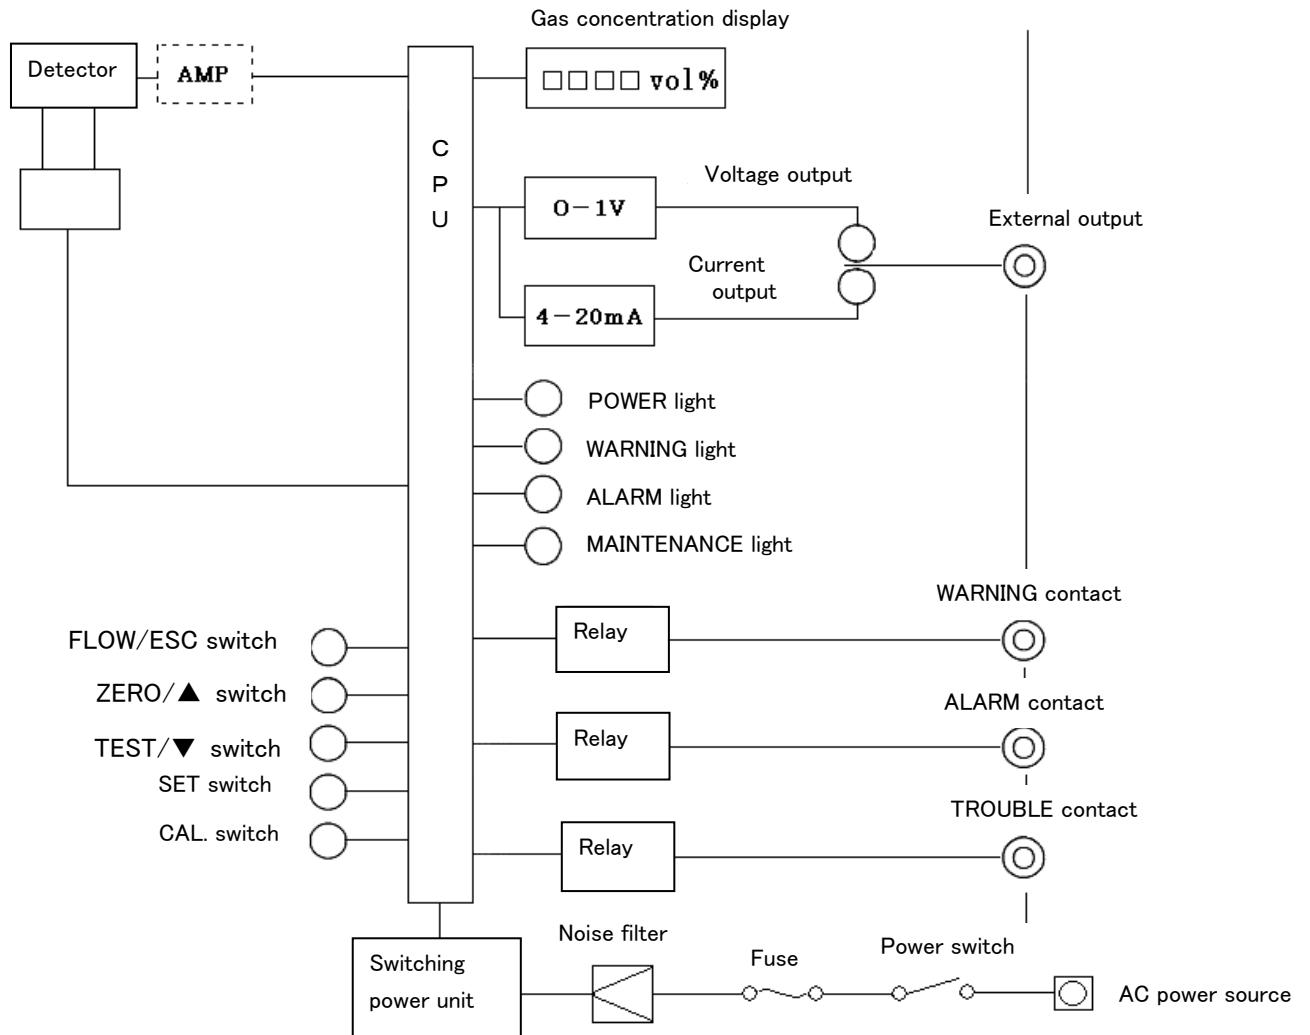 Gas concentration display
Detector
AMP
□□□□ vol%
C
P
U
Voltage output
0-1V
External output
Current
output
4-20mA
POWER light
WARNING light
ALARM light
MAINTENANCE light
WARNING contact
FLOW/ESC switch
Relay
ZERO/▲ switch
ALARM contact
TEST/▼ switch
Relay
SET switch
TROUBLE contact
CAL. switch
Relay
Noise filter
Fuse
Power switch
Switching
power unit
AC power source